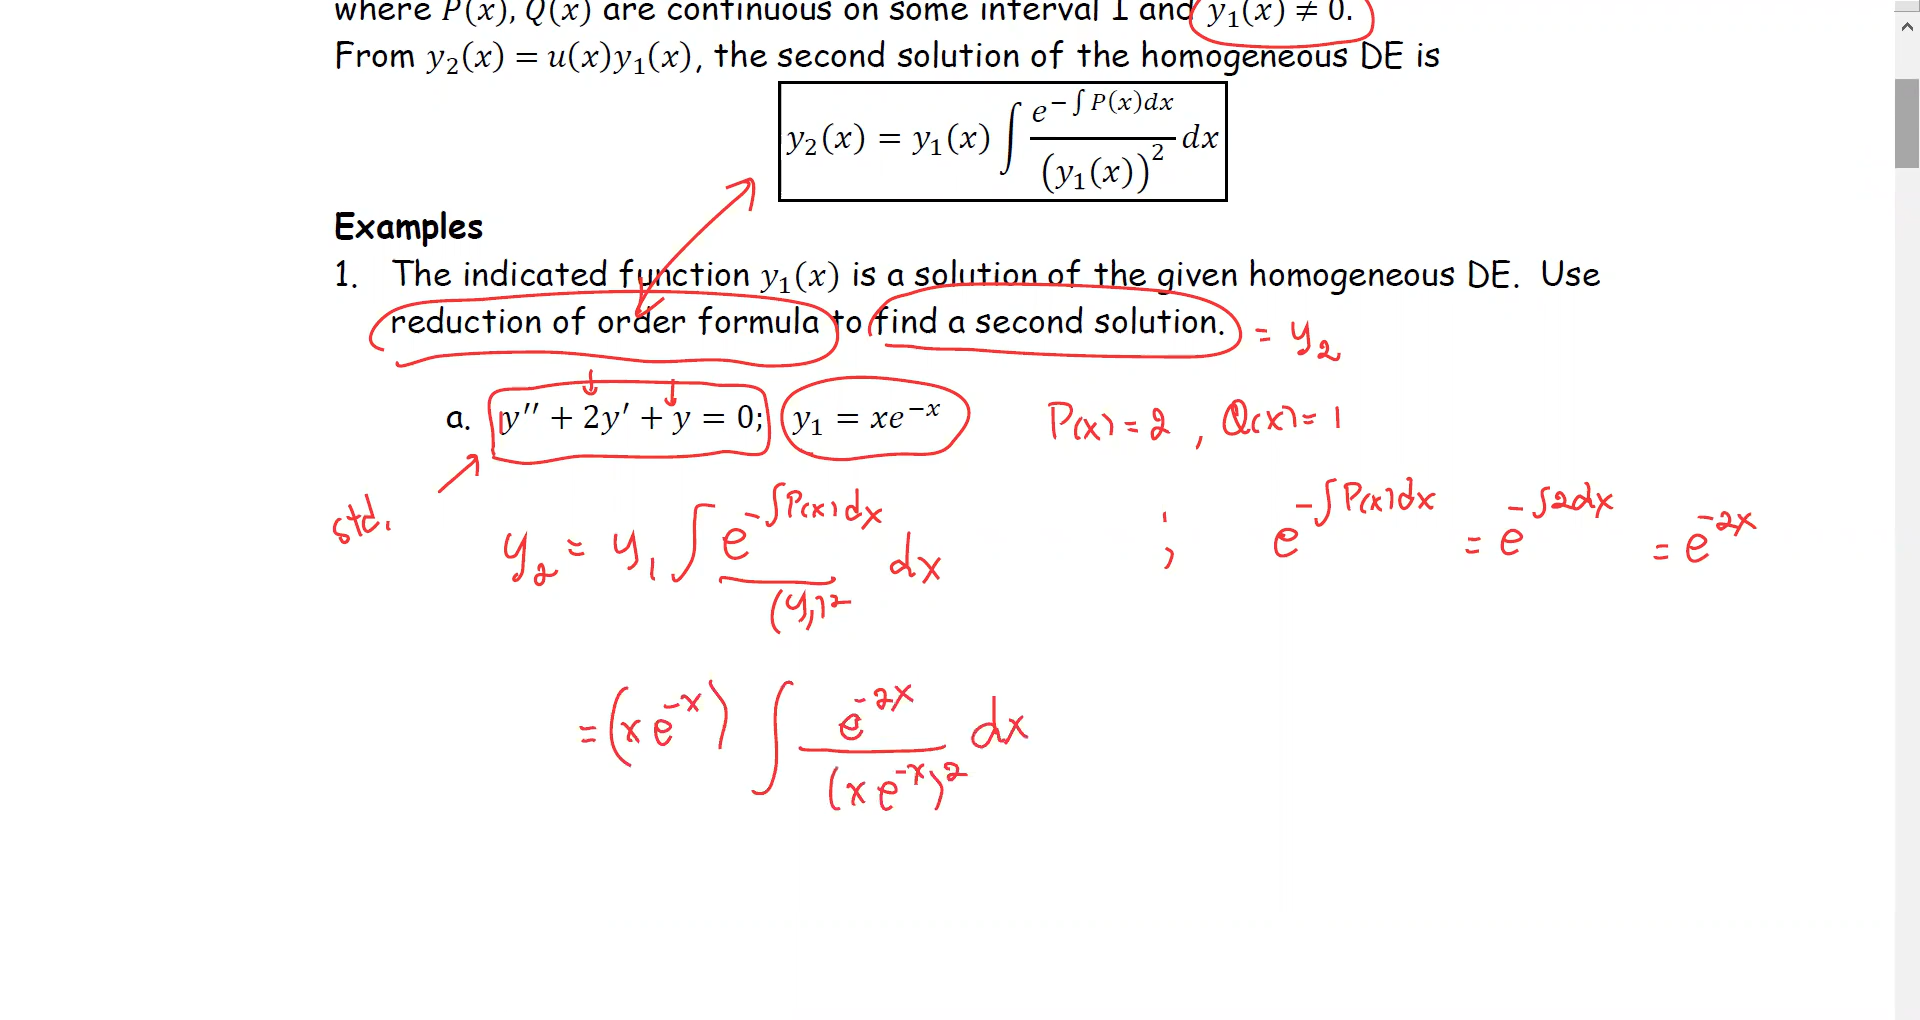 where P(x), Q(x) are continuous on some interval I and y₁(x) ≠ 0.
From y₂(x) = u(x)y₁(x), the second solution of the homogeneous DE is
y₂(x) = y₁(x) ∫ e^(−∫ P(x)dx) / (y₁(x))² dx
Examples
1. The indicated function y₁(x) is a solution of the given homogeneous DE. Use
reduction of order formula to find a second solution. = y₂
a. y′′ + 2y′ + y = 0; y₁ = xe^(−x) P(x) = 2 , Q(x) = 1
std.
y₂ = y₁ ∫ e^(−∫P(x)dx) / (y₁)² dx ; e^(−∫P(x)dx) = e^(−∫2dx) = e^(−2x)
= (x e^(−x)) ∫ e^(−2x) / (x e^(−x))² dx